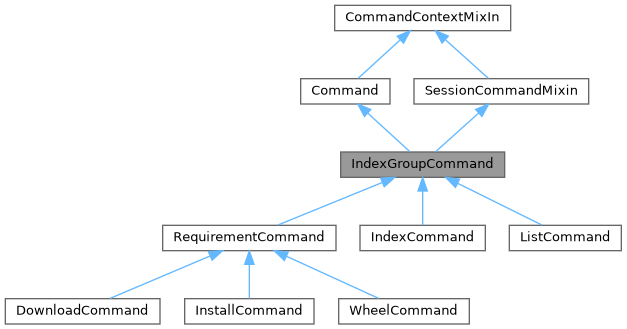 CommandContextMixIn
Command
SessionCommandMixin
IndexGroupCommand
RequirementCommand
IndexCommand
ListCommand
DownloadCommand
InstallCommand
WheelCommand